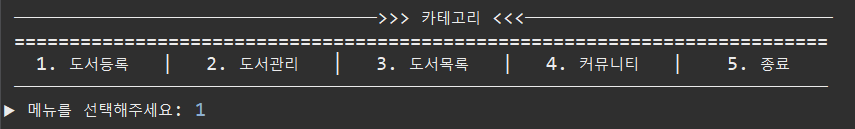 >>> 카테고리 <<<
1. 도서등록 | 2. 도서관리 | 3. 도서목록 | 4. 커뮤니티 | 5. 종료
▶ 메뉴를 선택해주세요: 1